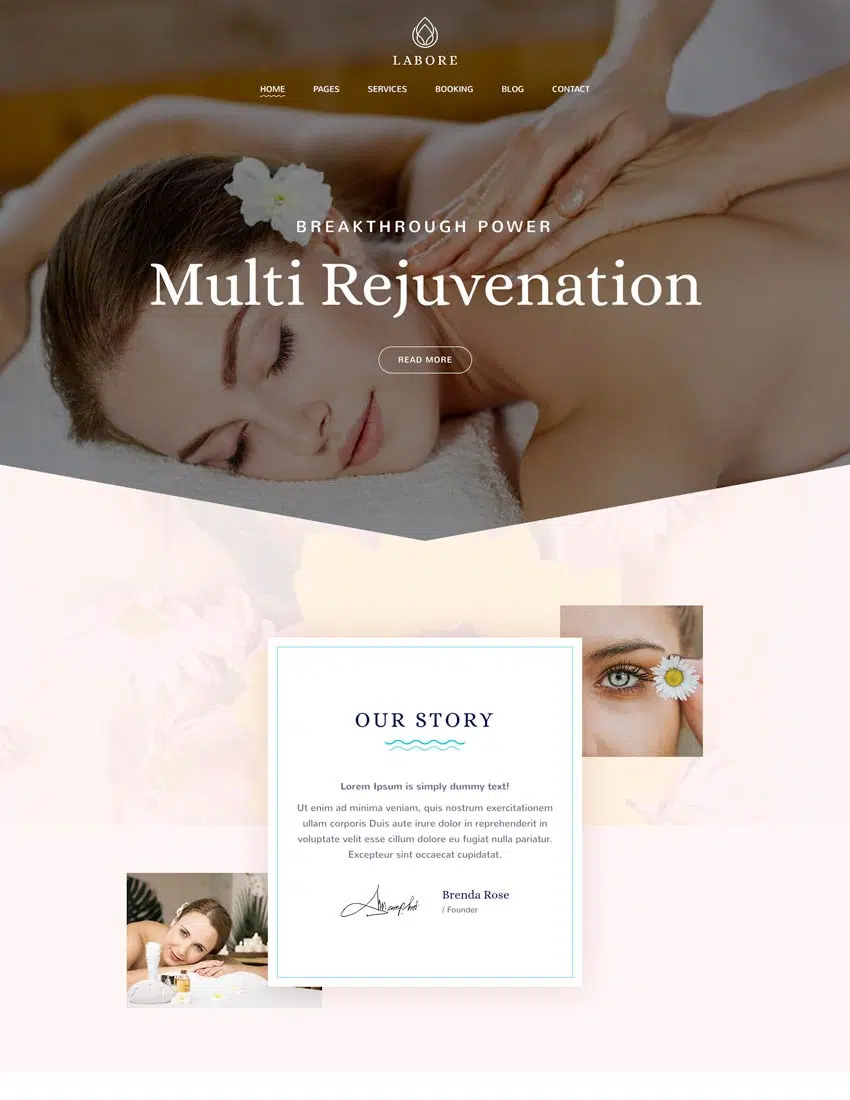 LABORE
HOME PAGES SERVICES BOOKING BLOG CONTACT
BREAKTHROUGH POWER
Multi Rejuvenation
READ MORE
OUR STORY
Lorem Ipsum is simply dummy text!
Ut enim ad minima veniam, quis nostrum exercitationem
ullam corporis Duis aute irure dolor in reprehenderit in
voluptate velit esse cillum dolore eu fugiat nulla pariatur.
Excepteur sint occaecat cupidatat.
Brenda Rose
/ Founder